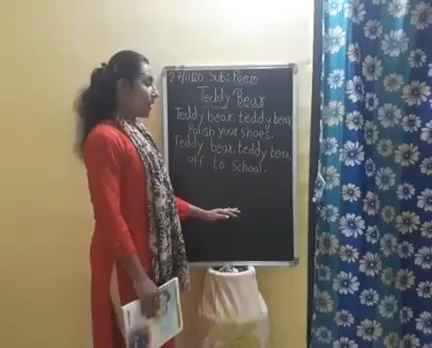 27/11/20 Sub: Poem
Teddy Bear
Teddy bear, teddy bear
Polish your shoes.
Teddy bear, teddy bear,
off to School.